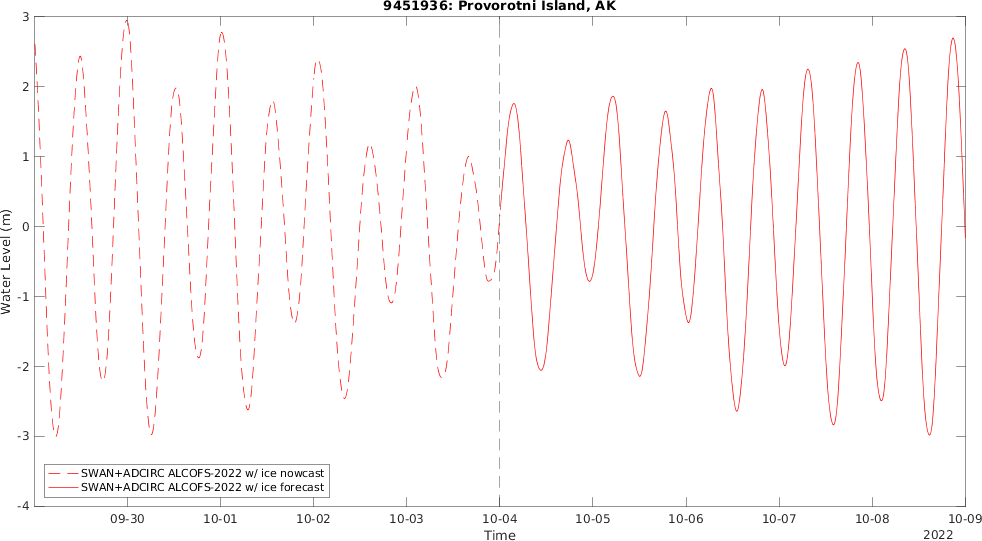 9451936: Provorotni Island, AK
Water Level (m)
3
2
1
0
-1
-2
-3
-4
SWAN+ADCIRC ALCOFS-2022 w/ ice nowcast
SWAN+ADCIRC ALCOFS-2022 w/ ice forecast
09-30 10-01 10-02 10-03 10-04 10-05 10-06 10-07 10-08 10-09
Time
2022